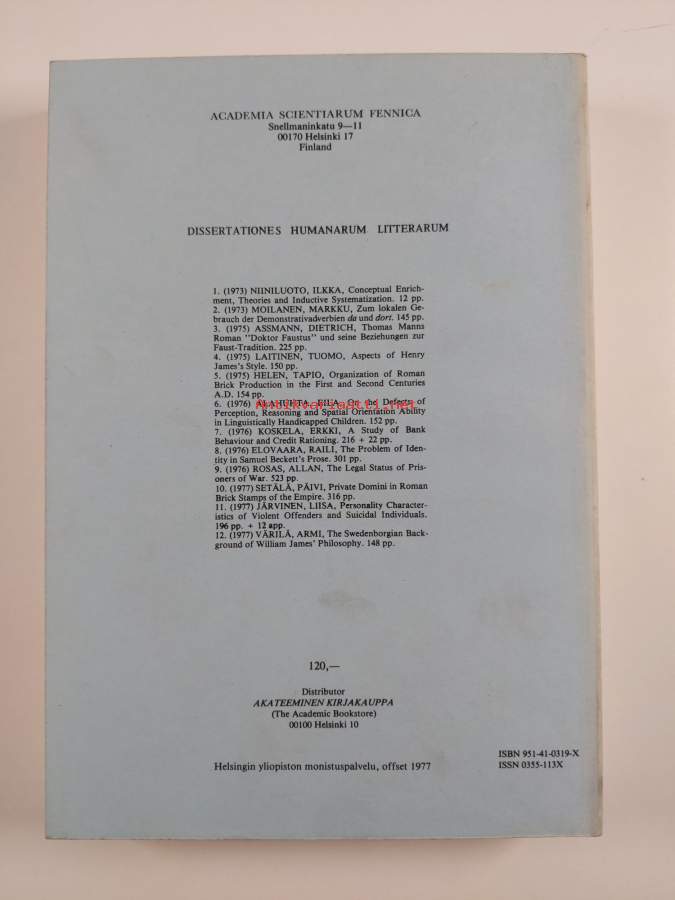 ACADEMIA SCIENTIARUM FENNICA
Snellmaninkatu 9—11
00170 Helsinki 17
Finland
DISSERTATIONES HUMANARUM LITTERARUM
1. (1973) NIINILUOTO, ILKKA, Conceptual Enrich-
ment, Theories and Inductive Systematization. 12 pp.
2. (1973) MOILANEN, MARKKU, Zum lokalen Ge-
brauch der Demonstrativadverbien da und dort. 145 pp.
3. (1975) ASSMANN, DIETRICH, Thomas Manns
Roman "Doktor Faustus" und seine Beziehungen zur
Faust-Tradition. 225 pp.
4. (1975) LAITINEN, TUOMO, Aspects of Henry
James's Style. 150 pp.
5. (1975) HELEN, TAPIO, Organization of Roman
Brick Production in the First and Second Centuries
A.D. 154 pp.
6. (1976) ALAHUHTA, EILA, On the Defects of
Perception, Reasoning and Spatial Orientation Ability
in Linguistically Handicapped Children. 152 pp.
7. (1976) KOSKELA, ERKKI, A Study of Bank
Behaviour and Credit Rationing. 216 + 22 pp.
8. (1976) ELOVAARA, RAILI, The Problem of Iden-
tity in Samuel Beckett's Prose. 301 pp.
9. (1976) ROSAS, ALLAN, The Legal Status of Pris-
oners of War. 523 pp.
10. (1977) SETÄLÄ, PÄIVI, Private Domini in Roman
Brick Stamps of the Empire. 316 pp.
11. (1977) JÄRVINEN, LIISA, Personality Character-
istics of Violent Offenders and Suicidal Individuals.
196 pp. + 12 app.
12. (1977) VÄRILÄ, ARMI, The Swedenborgian Back-
ground of William James' Philosophy. 148 pp.
Antikvariaatti.net
120,—
Distributor
AKATEEMINEN KIRJAKAUPPA
(The Academic Bookstore)
00100 Helsinki 10
ISBN 951-41-0319-X
ISSN 0355-113X
Helsingin yliopiston monistuspalvelu, offset 1977